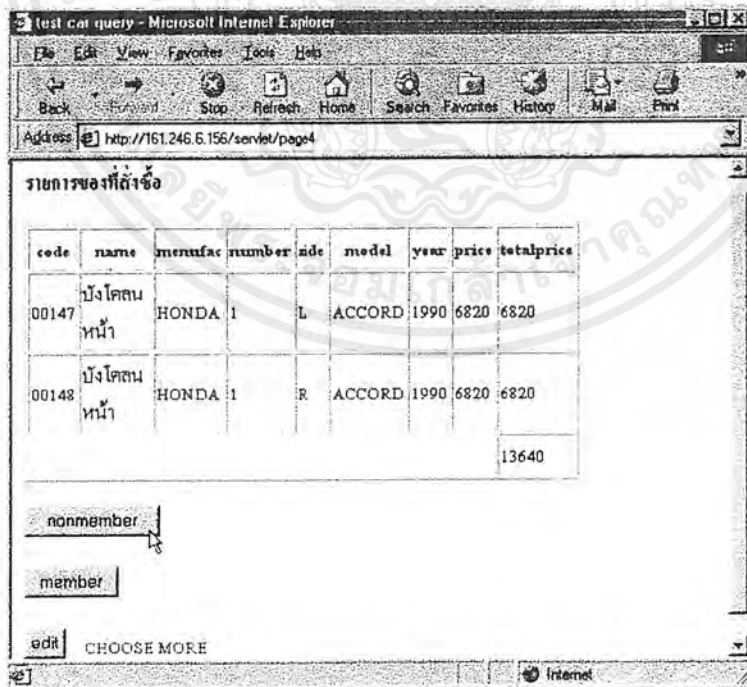 test car query - Microsoft Internet Explorer
File Edit View Favorites Tools Help
Back Forward Stop Refresh Home Search Favorites History Mail Print
Address http://161.246.6.156/servlet/page4
รายการของที่สั่งซื้อ
code name menufac number side model year price totalprice
00147 บังโคลนหน้า HONDA 1 L ACCORD 1990 6820 6820
00148 บังโคลนหน้า HONDA 1 R ACCORD 1990 6820 6820
13640
nonmember
member
edit CHOOSE MORE
Internet